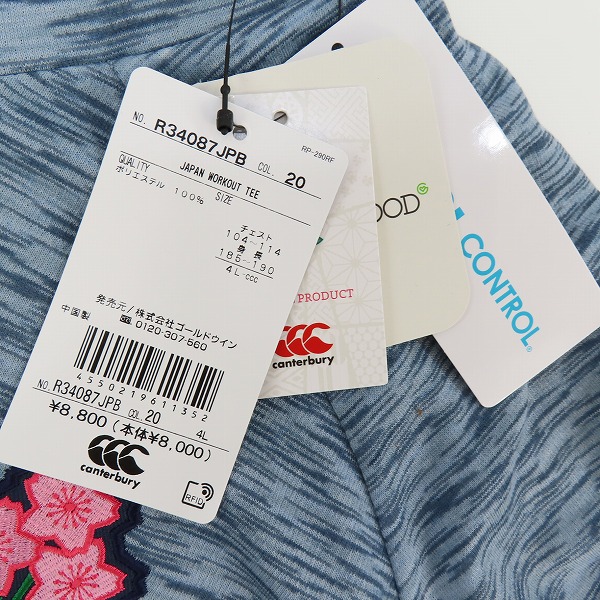 NO. R34087JPB COL. 20
RP-290RF
QUALITY JAPAN WORKOUT TEE
ポリエステル 100% SIZE
チェスト
104~114
身長
185~190
4L-CCC
発売元/株式会社ゴールドウイン
中国製 0120-307-560
4550219611352
NO. R34087JPB COL. 20
4L
¥8,800(本体¥8,000)
canterbury
RFID
PRODUCT
canterbury
OOD
CONTROL®